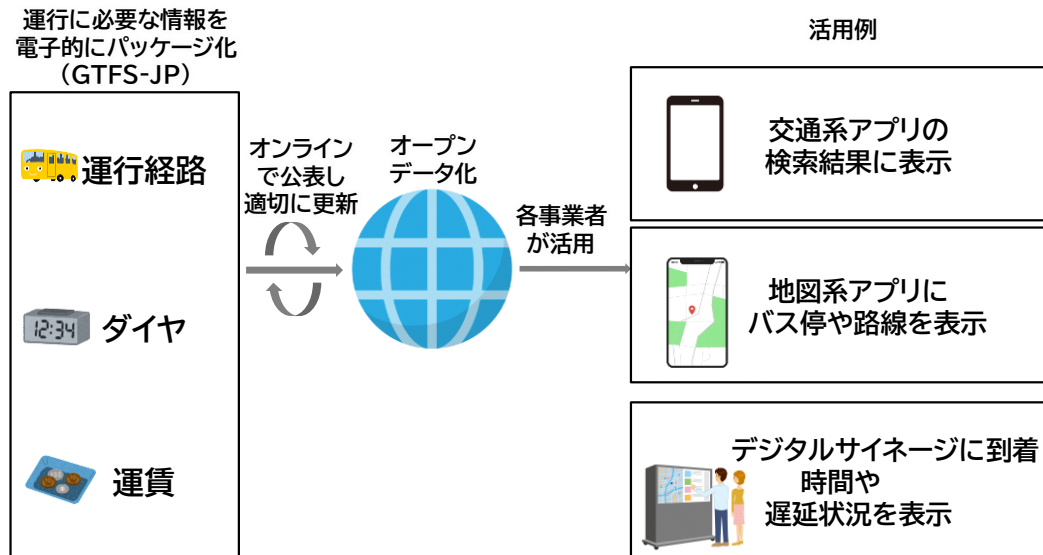 運行に必要な情報を
電子的にパッケージ化
（GTFS-JP）
運行経路
12:34
ダイヤ
運賃
オンライン
で公表し
適切に更新
オープン
データ化
各事業者
が活用
活用例
交通系アプリの
検索結果に表示
地図系アプリに
バス停や路線を表示
デジタルサイネージに到着
時間や
遅延状況を表示